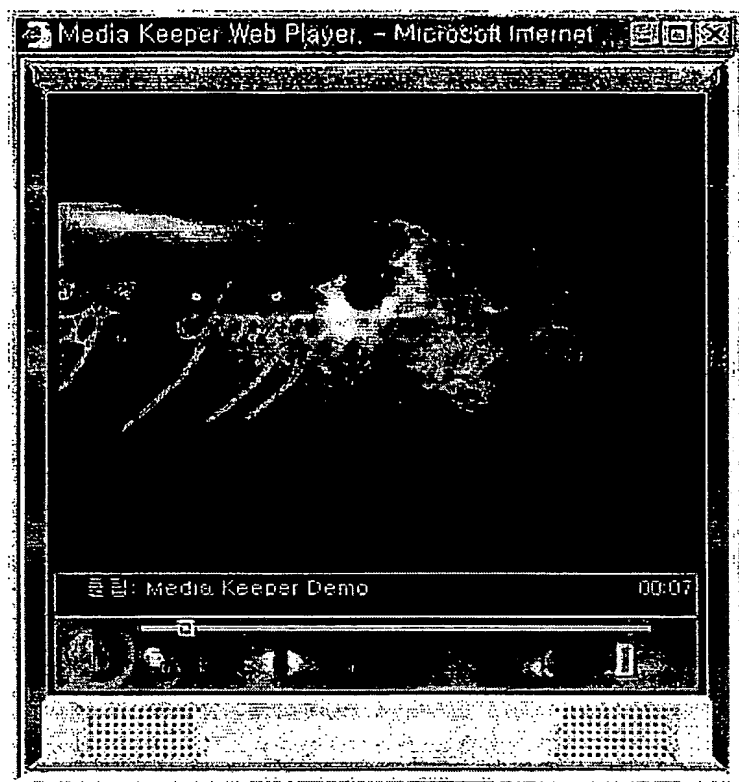 Media Keeper Web Player. - Microsoft Internet ...
클립: Media Keeper Demo 00:07